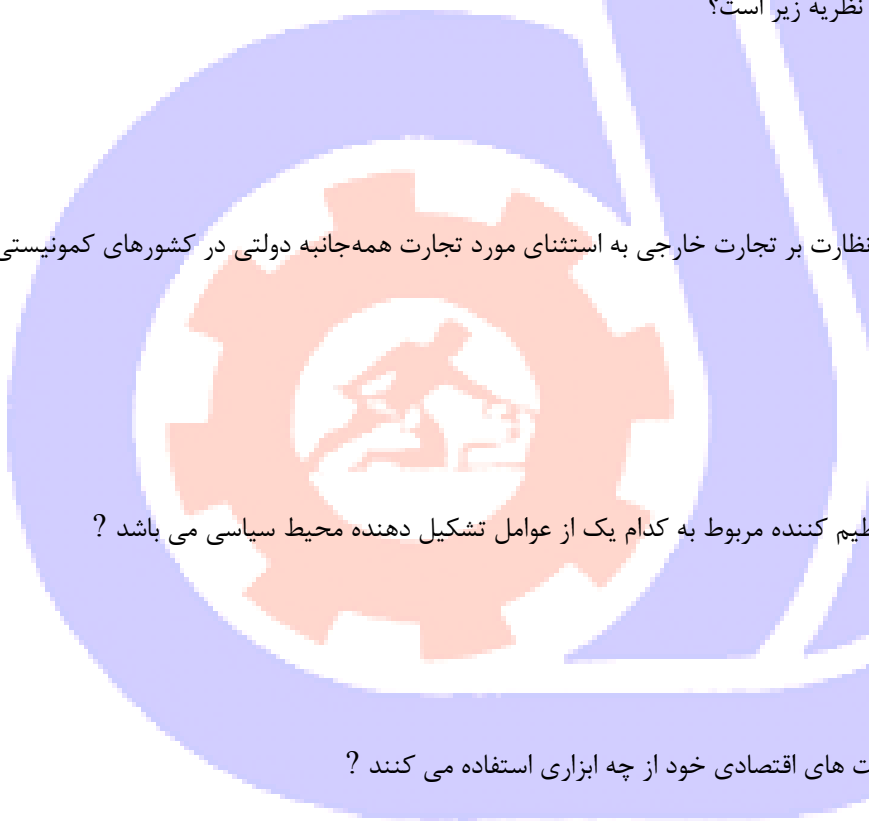 نظریه زیر است؟
نظارت بر تجارت خارجی به استثنای مورد تجارت همه‌جانبه دولتی در کشورهای کمونیستی
کننده مربوط به کدام یک از عوامل تشکیل دهنده محیط سیاسی می باشد ?
های اقتصادی خود از چه ابزاری استفاده می کنند ?